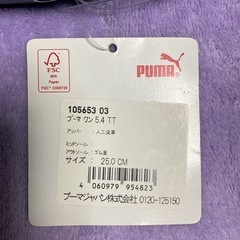 FSC
MIX
Paper
FSC™ C005725
PUMA
105653 03
プーマ ワン 5.4 TT
アッパー : 人工皮革
ミッドソール :
アウトソール : ゴム底
サイズ : 25.0 CM
4 060979 954823
プーマジャパン株式会社 0120-125150